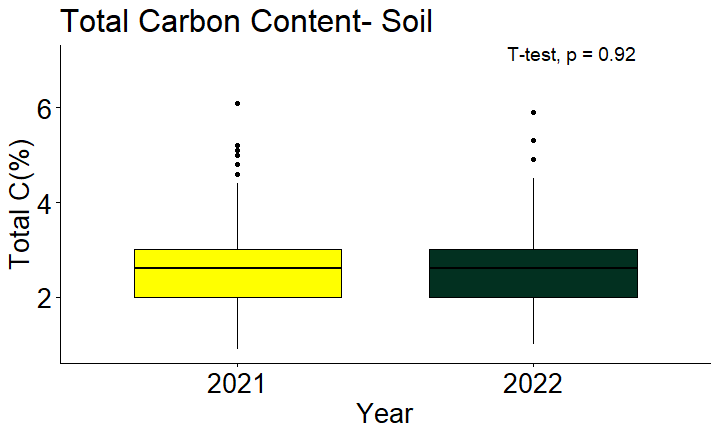 Total Carbon Content- Soil
T-test, p = 0.92
Total C(%)
6
4
2
2021
2022
Year